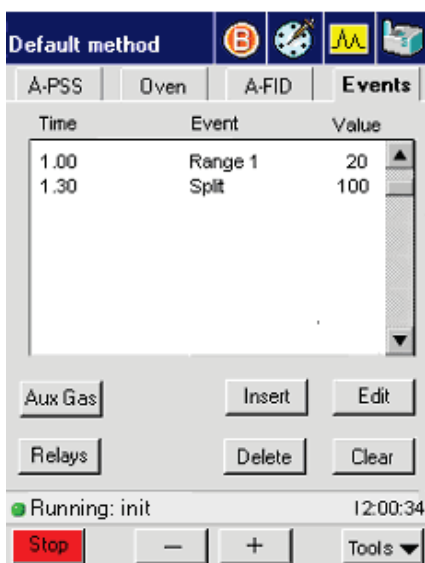 Default method B
A-PSS Oven A-FID Events
Time Event Value
1.00 Range 1 20
1.30 Split 100
Aux Gas Insert Edit
Relays Delete Clear
Running: init 12:00:34
Stop − + Tools